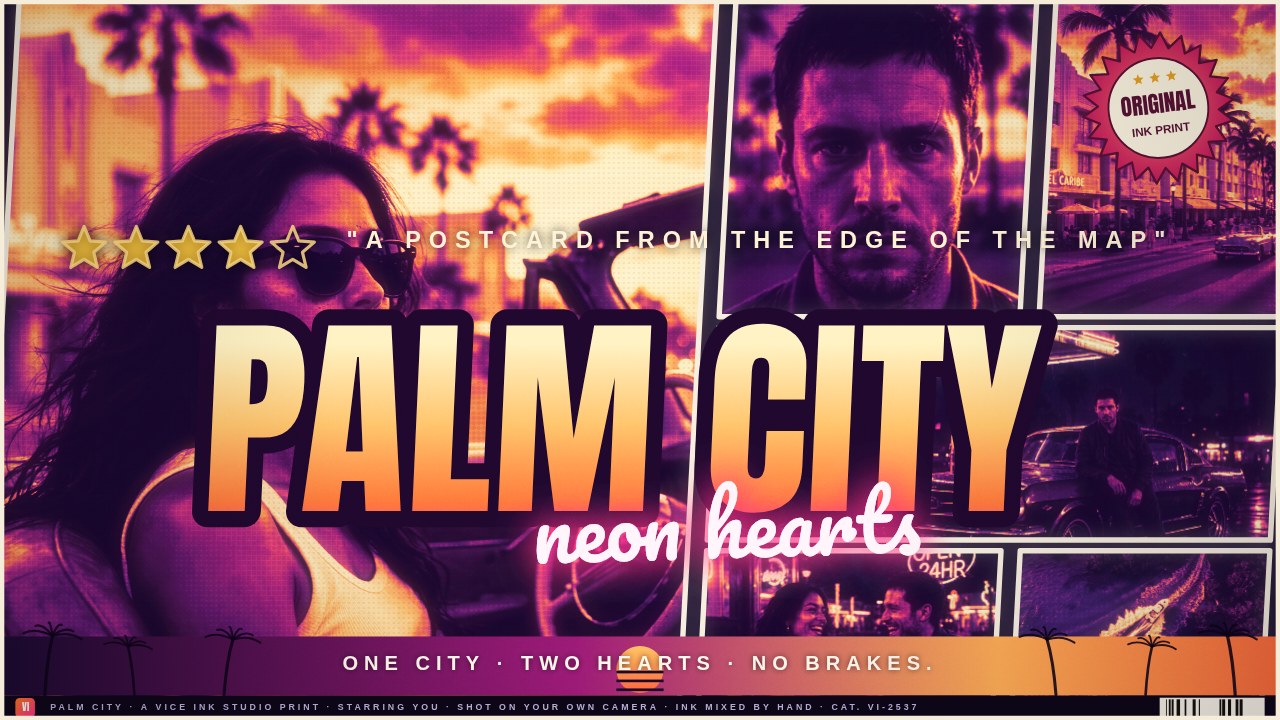 ORIGINAL
INK PRINT
EL CARIBE
"A POSTCARD FROM THE EDGE OF THE MAP"
PALM CITY
neon hearts
OPEN
24HR
ONE CITY · TWO HEARTS · NO BRAKES.
VI
PALM CITY · A VICE INK STUDIO PRINT · STARRING YOU · SHOT ON YOUR OWN CAMERA · INK MIXED BY HAND · CAT. VI-2537